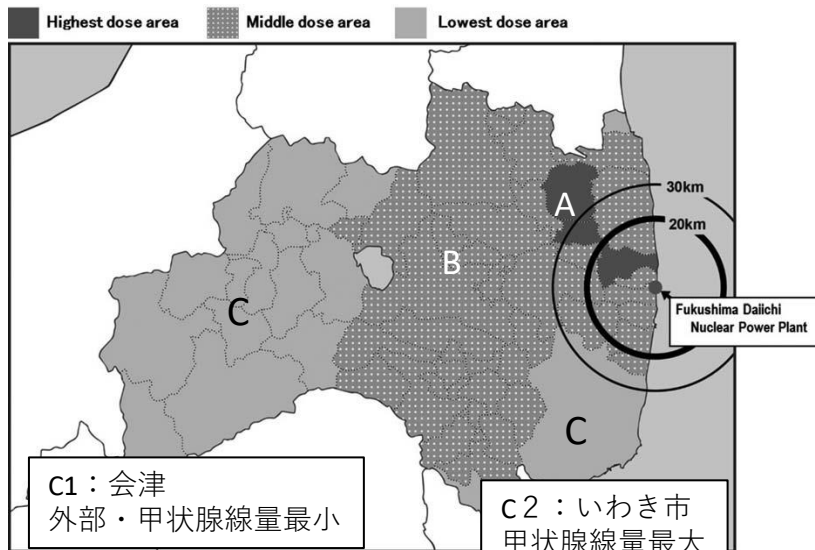 Highest dose area Middle dose area Lowest dose area
30km
A
20km
B
C
Fukushima Daiichi
Nuclear Power Plant
C
C1：会津
外部・甲状腺線量最小
C２：いわき市
甲状腺線量最大